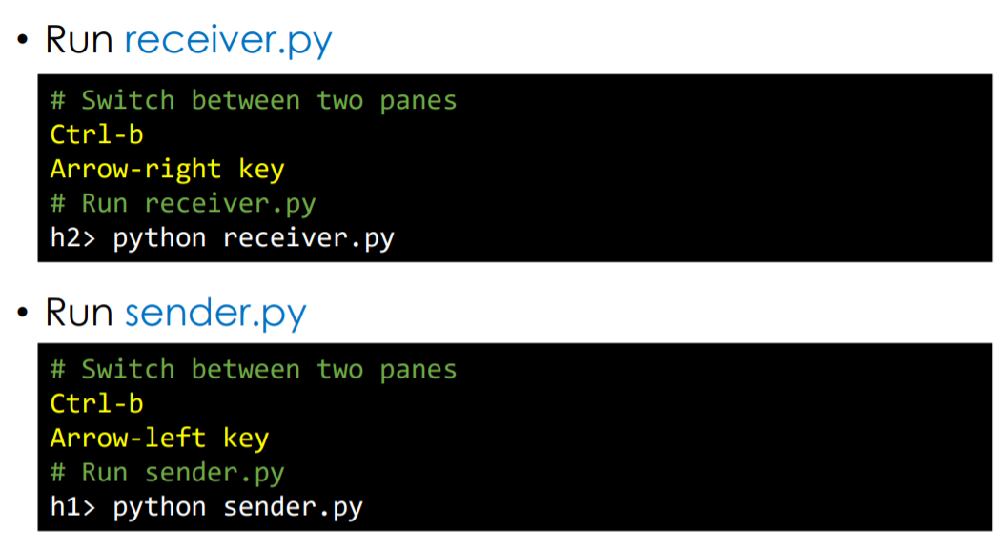 • Run receiver.py
# Switch between two panes
Ctrl-b
Arrow-right key
# Run receiver.py
h2> python receiver.py
• Run sender.py
# Switch between two panes
Ctrl-b
Arrow-left key
# Run sender.py
h1> python sender.py